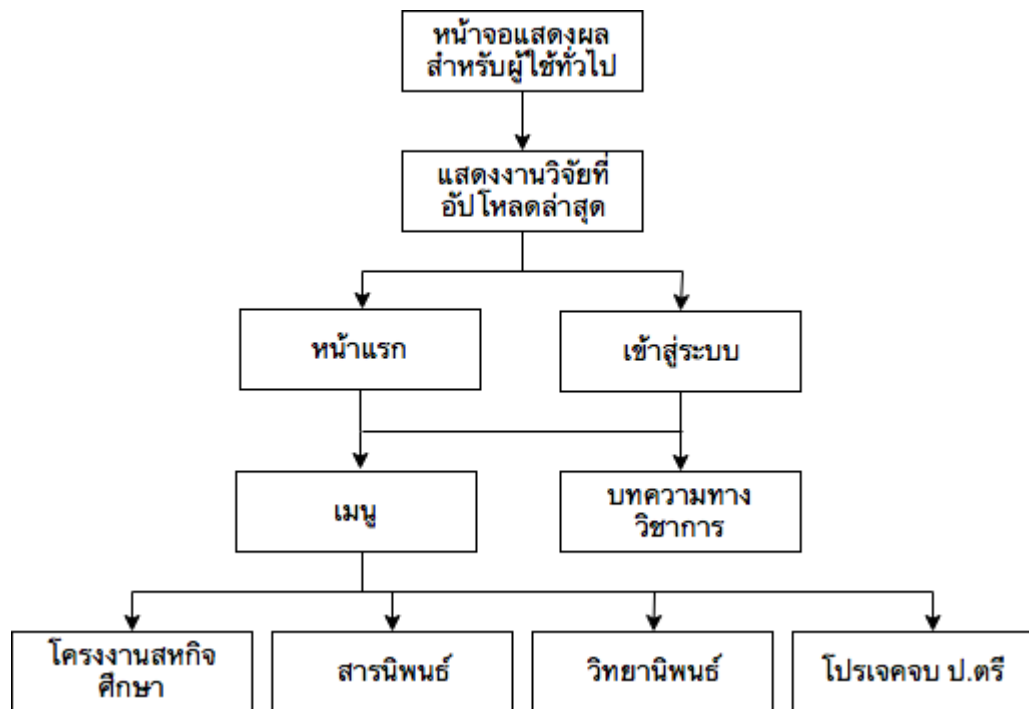 หน้าจอแสดงผล
สำหรับผู้ใช้ทั่วไป
แสดงงานวิจัยที่
อัปโหลดล่าสุด
หน้าแรก
เข้าสู่ระบบ
เมนู
บทความทาง
วิชาการ
โครงงานสหกิจ
ศึกษา
สารนิพนธ์
วิทยานิพนธ์
โปรเจคจบ ป.ตรี